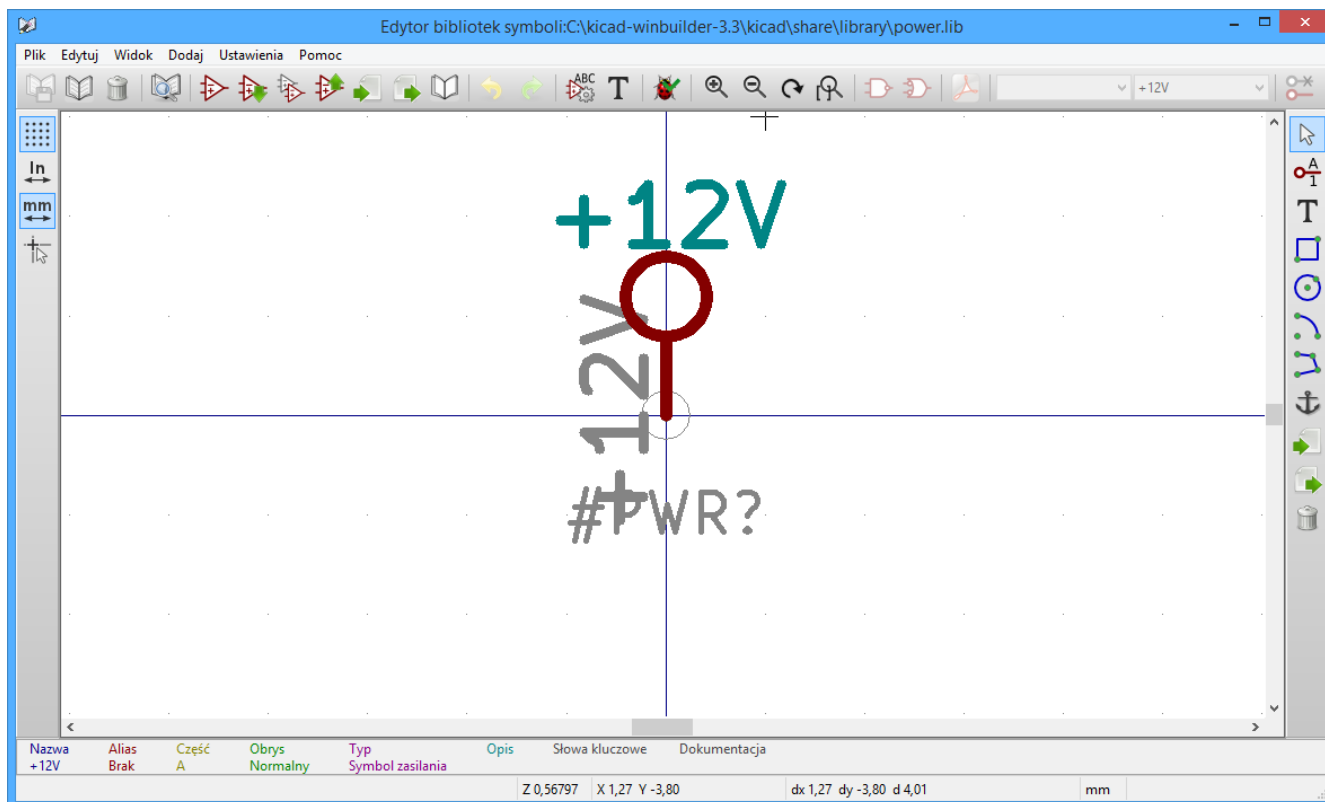 Edytor bibliotek symboli:C:\kicad-winbuilder-3.3\kicad\share\library\power.lib
Plik Edytuj Widok Dodaj Ustawienia Pomoc
ABC T +12V
In
mm
A
1
T
+12V
+12V
#PWR?
Nazwa Alias Część Obrys Typ Opis Słowa kluczowe Dokumentacja
+12V Brak A Normalny Symbol zasilania
Z 0,56797 X 1,27 Y -3,80 dx 1,27 dy -3,80 d 4,01 mm